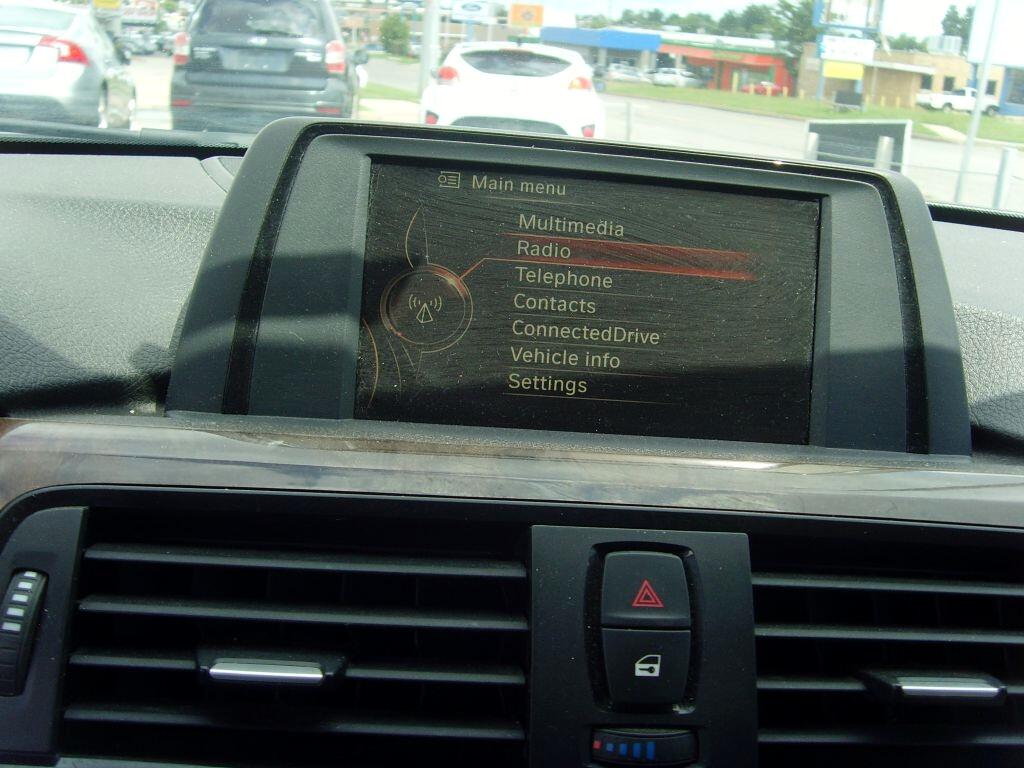 Main menu
Multimedia
Radio
Telephone
Contacts
ConnectedDrive
Vehicle info
Settings